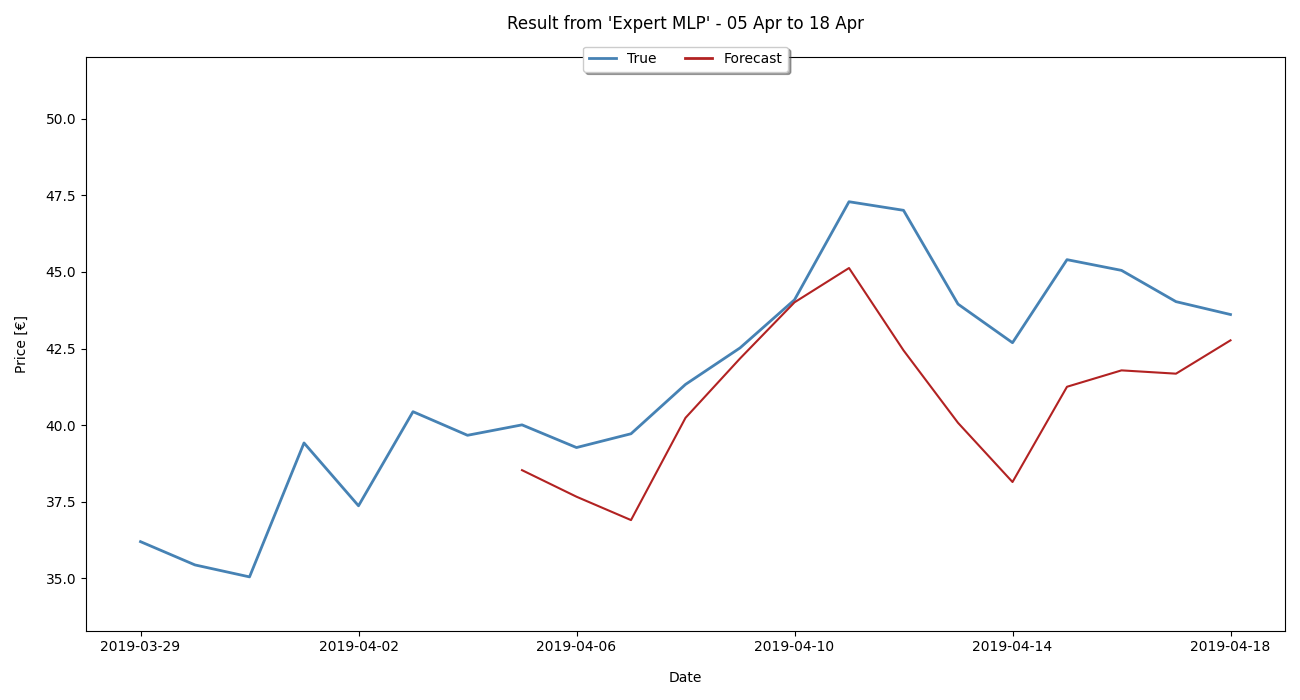 Result from 'Expert MLP' - 05 Apr to 18 Apr
True Forecast
50.0
47.5
45.0
42.5
40.0
37.5
35.0
Price [€]
2019-03-29 2019-04-02 2019-04-06 2019-04-10 2019-04-14 2019-04-18
Date